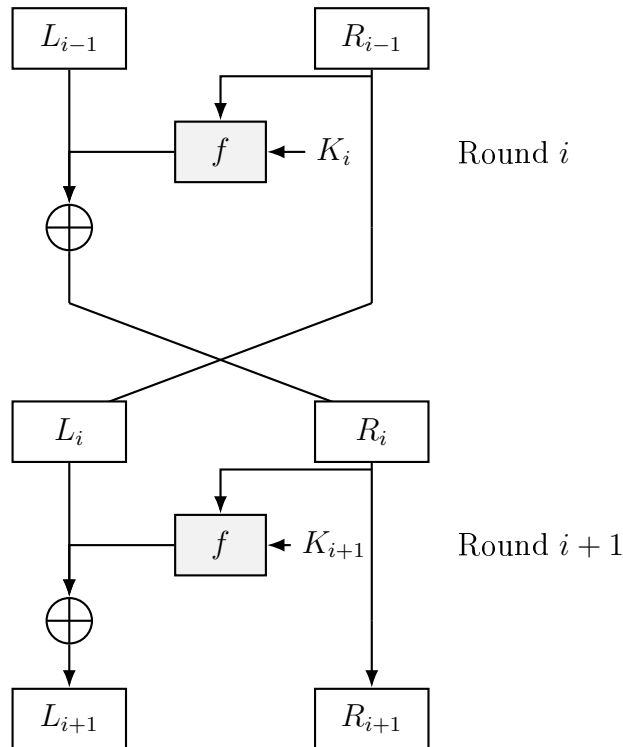 L_{i-1} R_{i-1}
f K_i Round i
L_i R_i
f K_{i+1} Round i + 1
L_{i+1} R_{i+1}